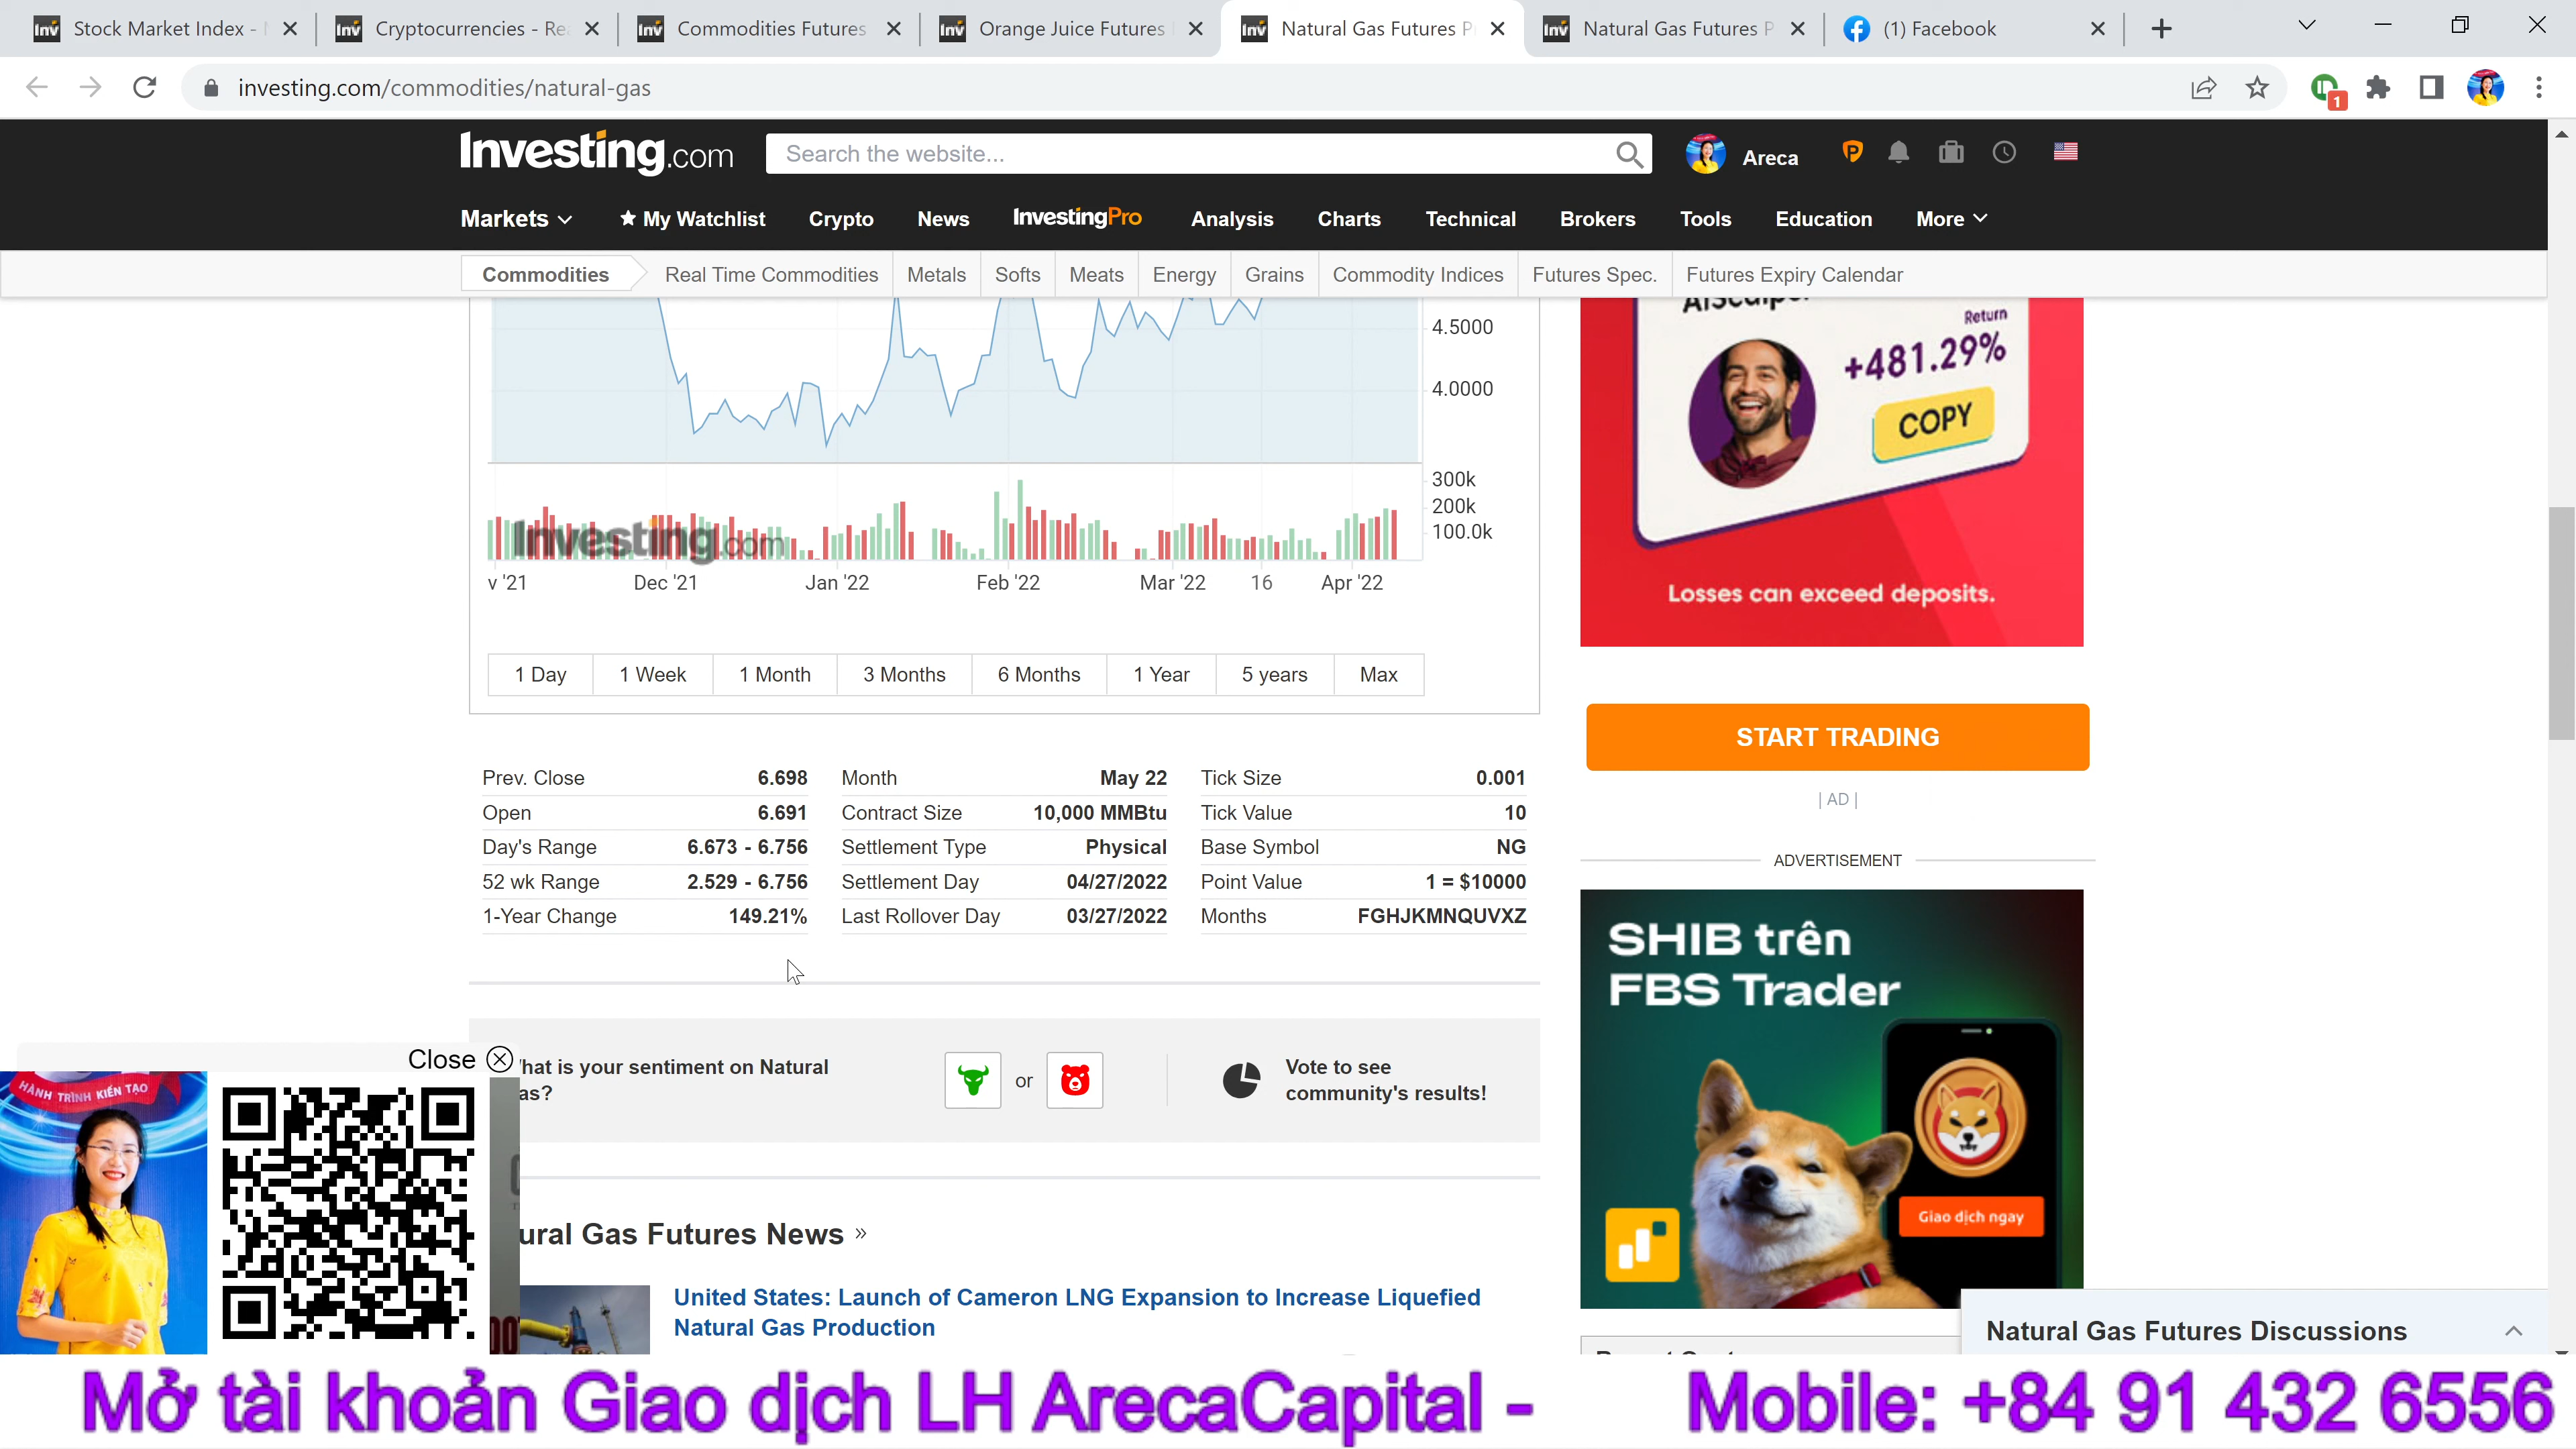 Stock Market Index -
Cryptocurrencies - Re
Commodities Futures
Orange Juice Futures
Natural Gas Futures P
Natural Gas Futures P
(1) Facebook
investing.com/commodities/natural-gas
1
Investing.com
Search the website...
Areca
Markets
My Watchlist
Crypto
News
InvestingPro
Analysis
Charts
Technical
Brokers
Tools
Education
More
Commodities
Real Time Commodities
Metals
Softs
Meats
Energy
Grains
Commodity Indices
Futures Spec.
Futures Expiry Calendar
4.5000
4.0000
300k
200k
100.0k
Investing.com
v '21
Dec '21
Jan '22
Feb '22
Mar '22
16
Apr '22
1 Day
1 Week
1 Month
3 Months
6 Months
1 Year
5 years
Max
Return
+481.29%
COPY
Losses can exceed deposits.
START TRADING
| AD |
ADVERTISEMENT
Prev. Close 6.698
Open 6.691
Day's Range 6.673 - 6.756
52 wk Range 2.529 - 6.756
1-Year Change 149.21%
Month May 22
Contract Size 10,000 MMBtu
Settlement Type Physical
Settlement Day 04/27/2022
Last Rollover Day 03/27/2022
Tick Size 0.001
Tick Value 10
Base Symbol NG
Point Value 1 = $10000
Months FGHJKMNQUVXZ
SHIB trên
FBS Trader
Giao dịch ngay
hat is your sentiment on Natural
as?
or
Vote to see
community's results!
Close
HÀNH TRÌNH KIẾN TẠO
ural Gas Futures News »
United States: Launch of Cameron LNG Expansion to Increase Liquefied
Natural Gas Production
Natural Gas Futures Discussions
Mở tài khoản Giao dịch LH ArecaCapital - Mobile: +84 91 432 6556